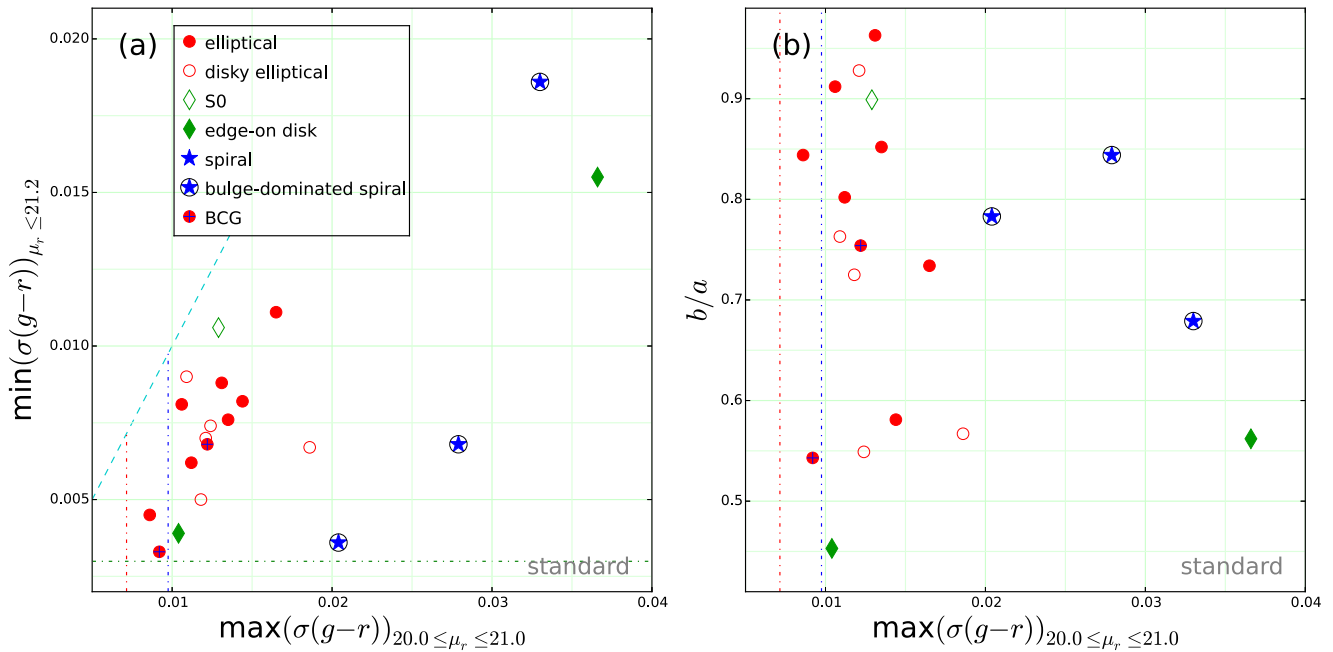 (a)
elliptical
disky elliptical
S0
edge-on disk
spiral
bulge-dominated spiral
BCG
0.020
0.015
0.010
0.005
min(σ(g−r))μr ≤21.2
standard
0.01 0.02 0.03 0.04
max(σ(g−r))20.0 ≤μr ≤21.0
(b)
0.9
0.8
0.7
0.6
0.5
b/a
standard
0.01 0.02 0.03 0.04
max(σ(g−r))20.0 ≤μr ≤21.0